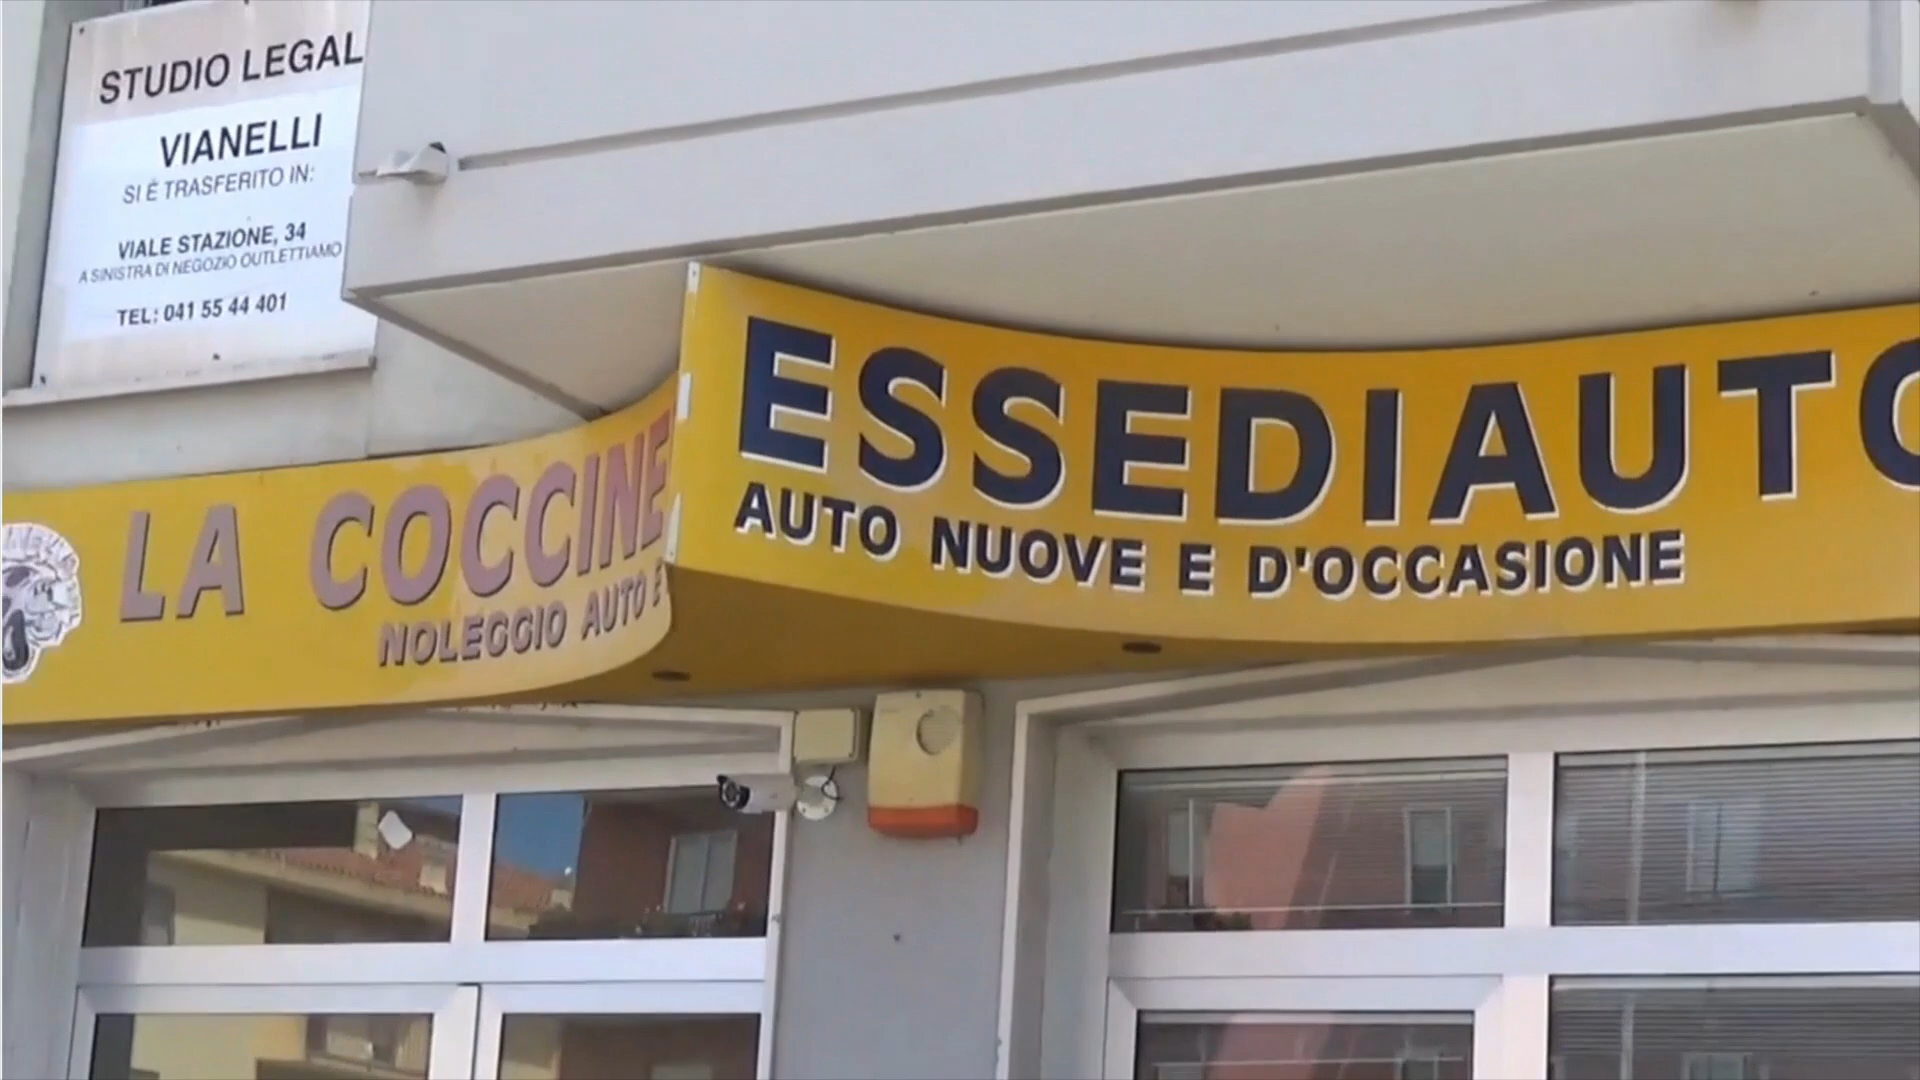 STUDIO LEGAL
VIANELLI
SI È TRASFERITO IN:
VIALE STAZIONE, 34
A SINISTRA DI NEGOZIO OUTLETTIAMO
TEL: 041 55 44 401
LA COCCINE
NOLEGGIO AUTO E
ESSEDIAUTO
AUTO NUOVE E D'OCCASIONE